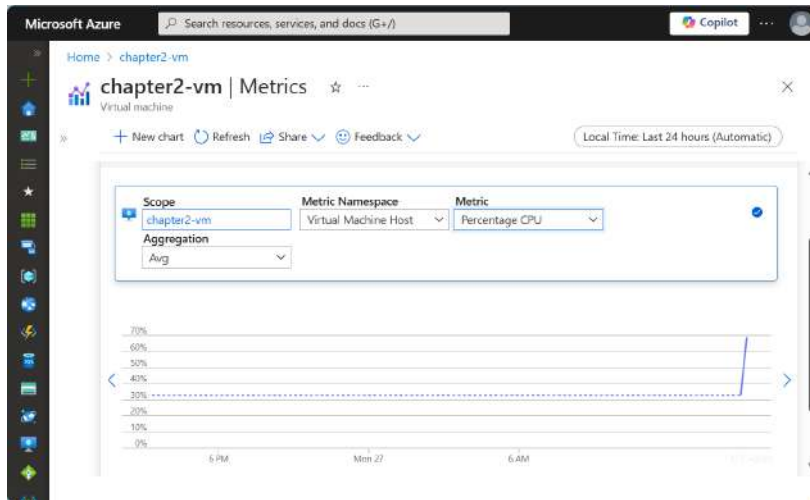 Microsoft Azure
Search resources, services, and docs (G+/)
Copilot
Home > chapter2-vm
chapter2-vm | Metrics
Virtual machine
New chart Refresh Share Feedback
Local Time: Last 24 hours (Automatic)
Scope Metric Namespace Metric
chapter2-vm Virtual Machine Host Percentage CPU
Aggregation
Avg
70%
60%
50%
40%
30%
20%
10%
0%
6 PM Mon 27 6 AM